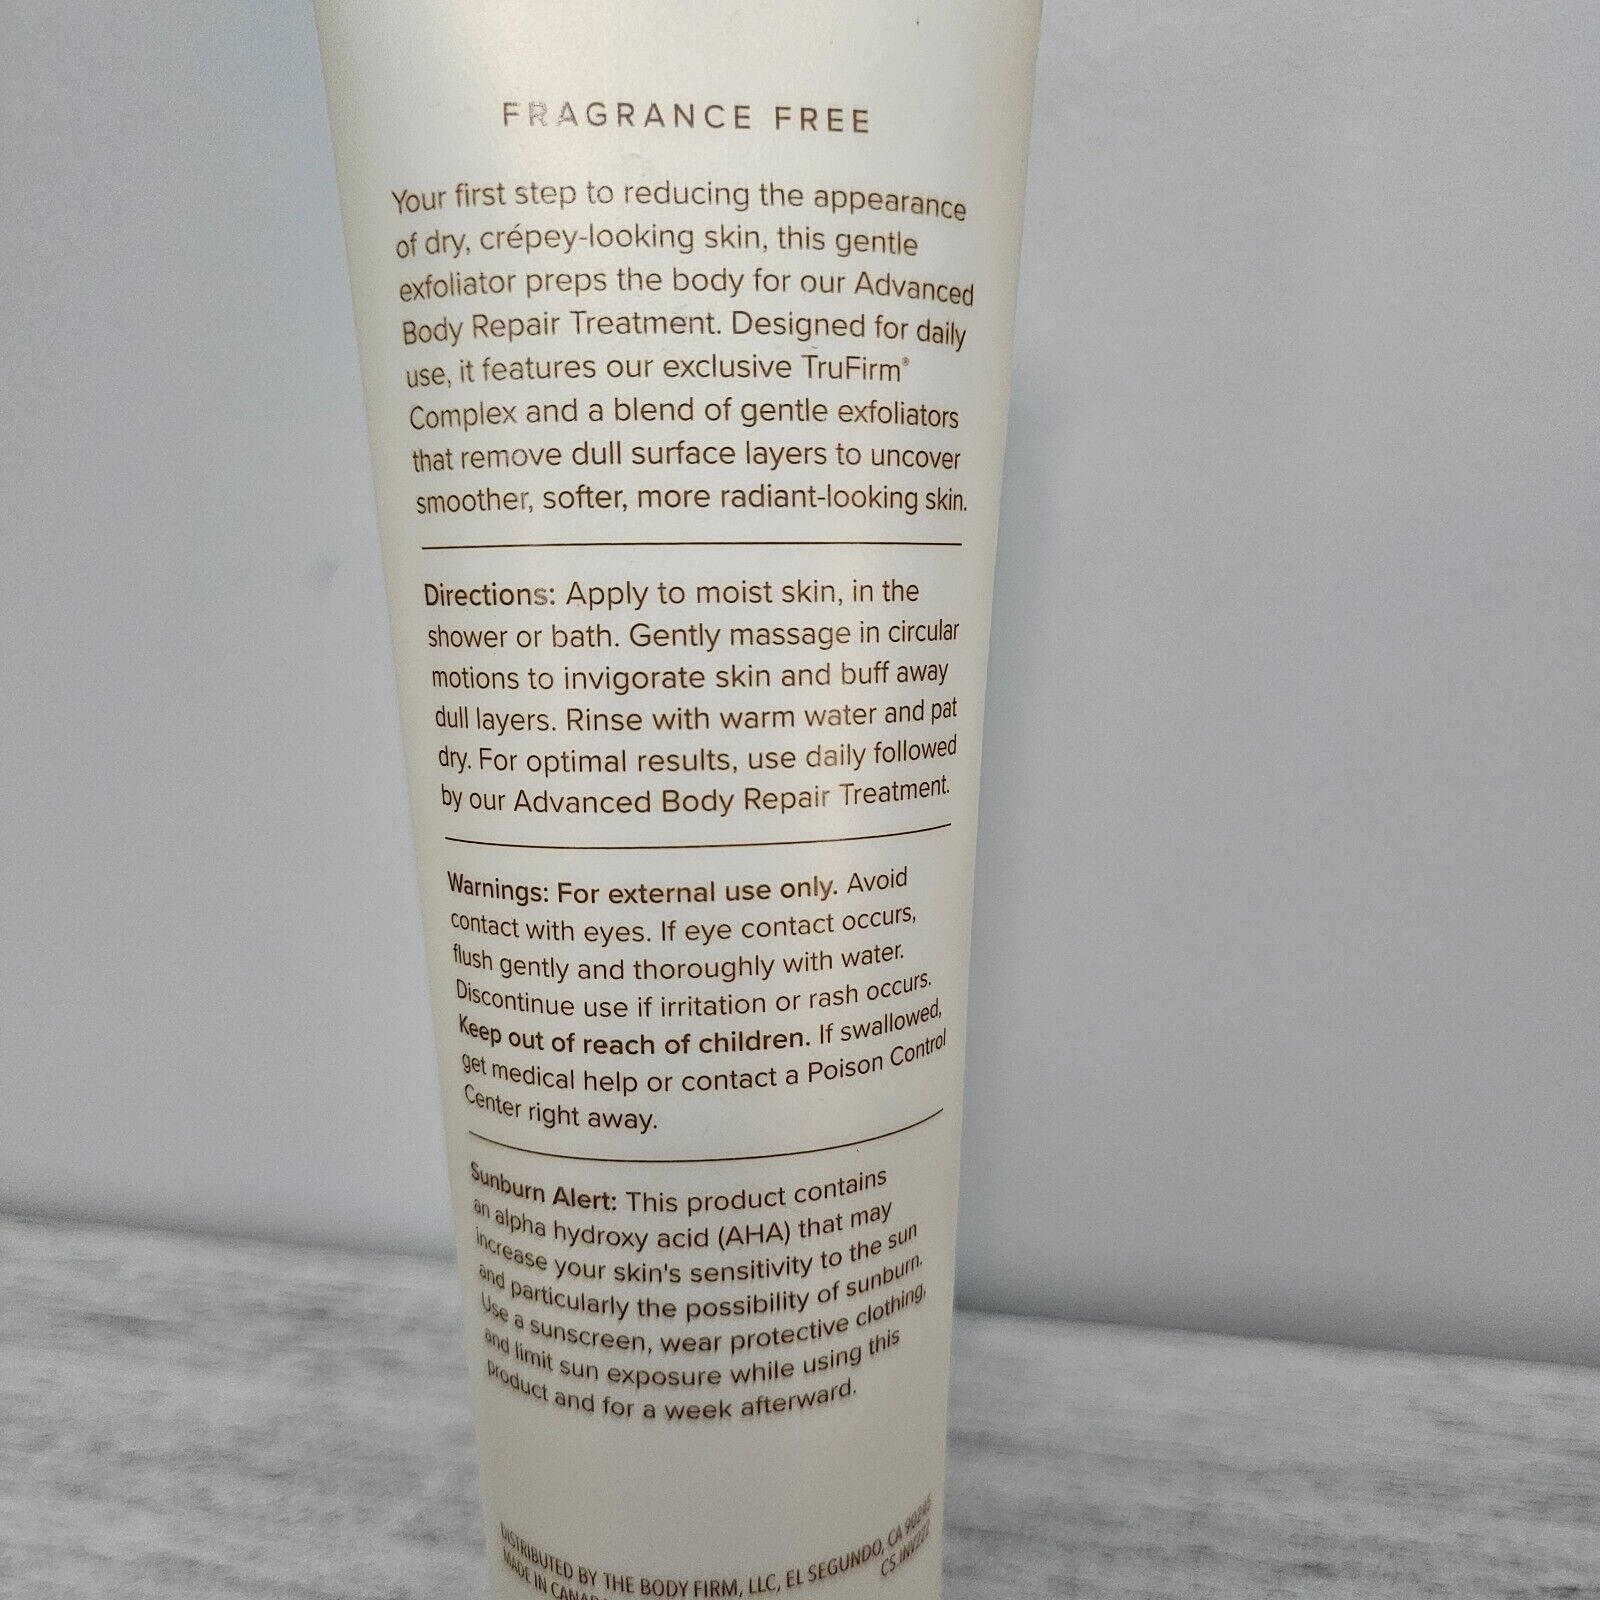 FRAGRANCE FREE
Your first step to reducing the appearance
of dry, crépey-looking skin, this gentle
exfoliator preps the body for our Advanced
Body Repair Treatment. Designed for daily
use, it features our exclusive TruFirm®
Complex and a blend of gentle exfoliators
that remove dull surface layers to uncover
smoother, softer, more radiant-looking skin.
Directions: Apply to moist skin, in the
shower or bath. Gently massage in circular
motions to invigorate skin and buff away
dull layers. Rinse with warm water and pat
dry. For optimal results, use daily followed
by our Advanced Body Repair Treatment.
Warnings: For external use only. Avoid
contact with eyes. If eye contact occurs,
flush gently and thoroughly with water.
Discontinue use if irritation or rash occurs.
Keep out of reach of children. If swallowed,
get medical help or contact a Poison Control
Center right away.
Sunburn Alert: This product contains
an alpha hydroxy acid (AHA) that may
increase your skin's sensitivity to the sun
and particularly the possibility of sunburn.
Use a sunscreen, wear protective clothing,
and limit sun exposure while using this
product and for a week afterward.
DISTRIBUTED BY THE BODY FIRM, LLC, EL SEGUNDO, CA 90245
MADE IN CANADA